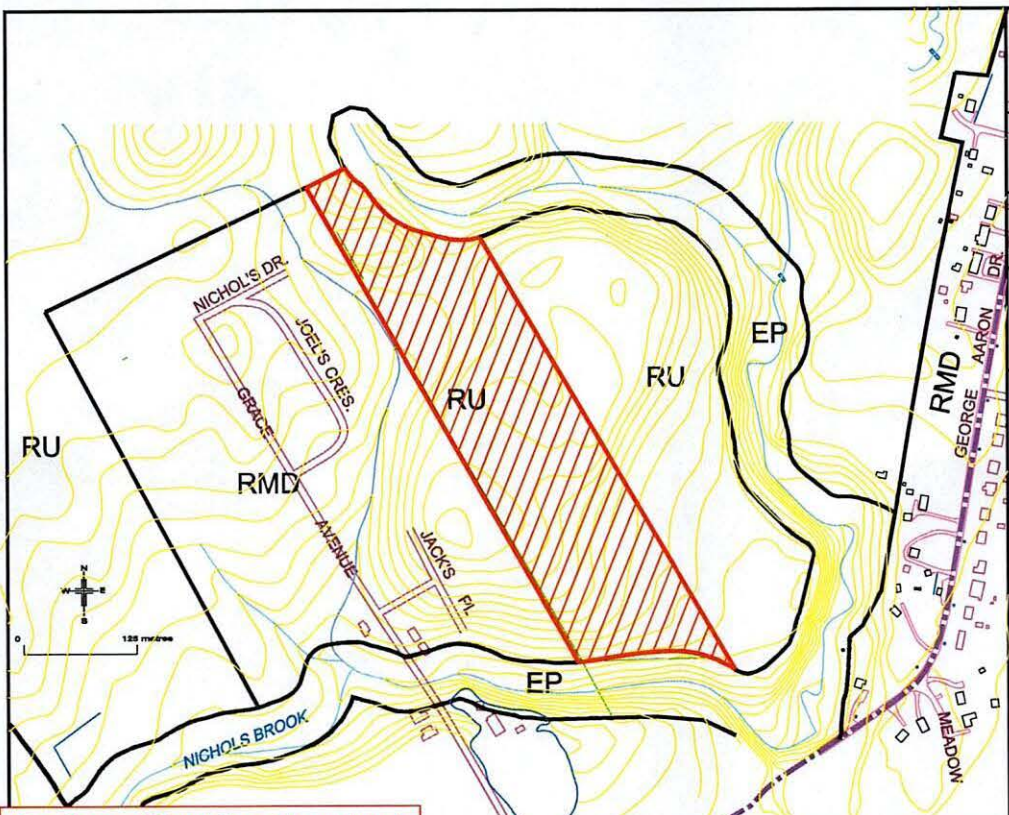 NICHOL'S DR.
JOEL'S CRES.
EP
RU
RU
RMD
GEORGE AARON DR.
RU
GRACE AVENUE
RMD
JACK'S PL
N
W E
S
0 125 metres
EP
NICHOLS BROOK
MEADOW